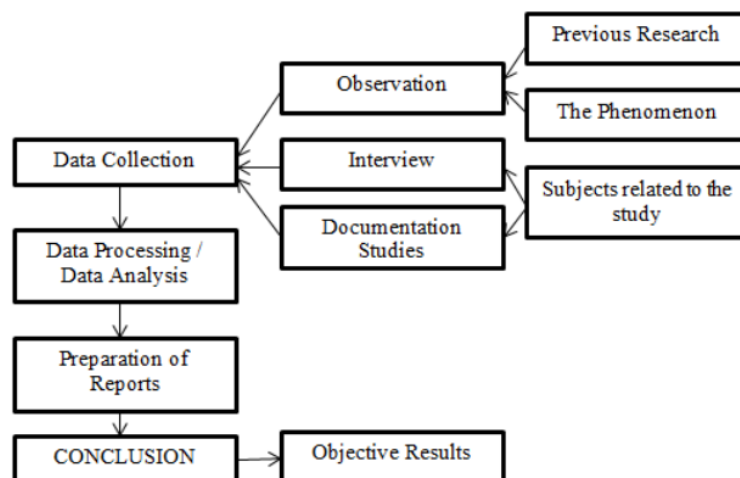 Previous Research
Observation
The Phenomenon
Data Collection
Interview
Subjects related to the
study
Documentation
Studies
Data Processing /
Data Analysis
Preparation of
Reports
CONCLUSION
Objective Results